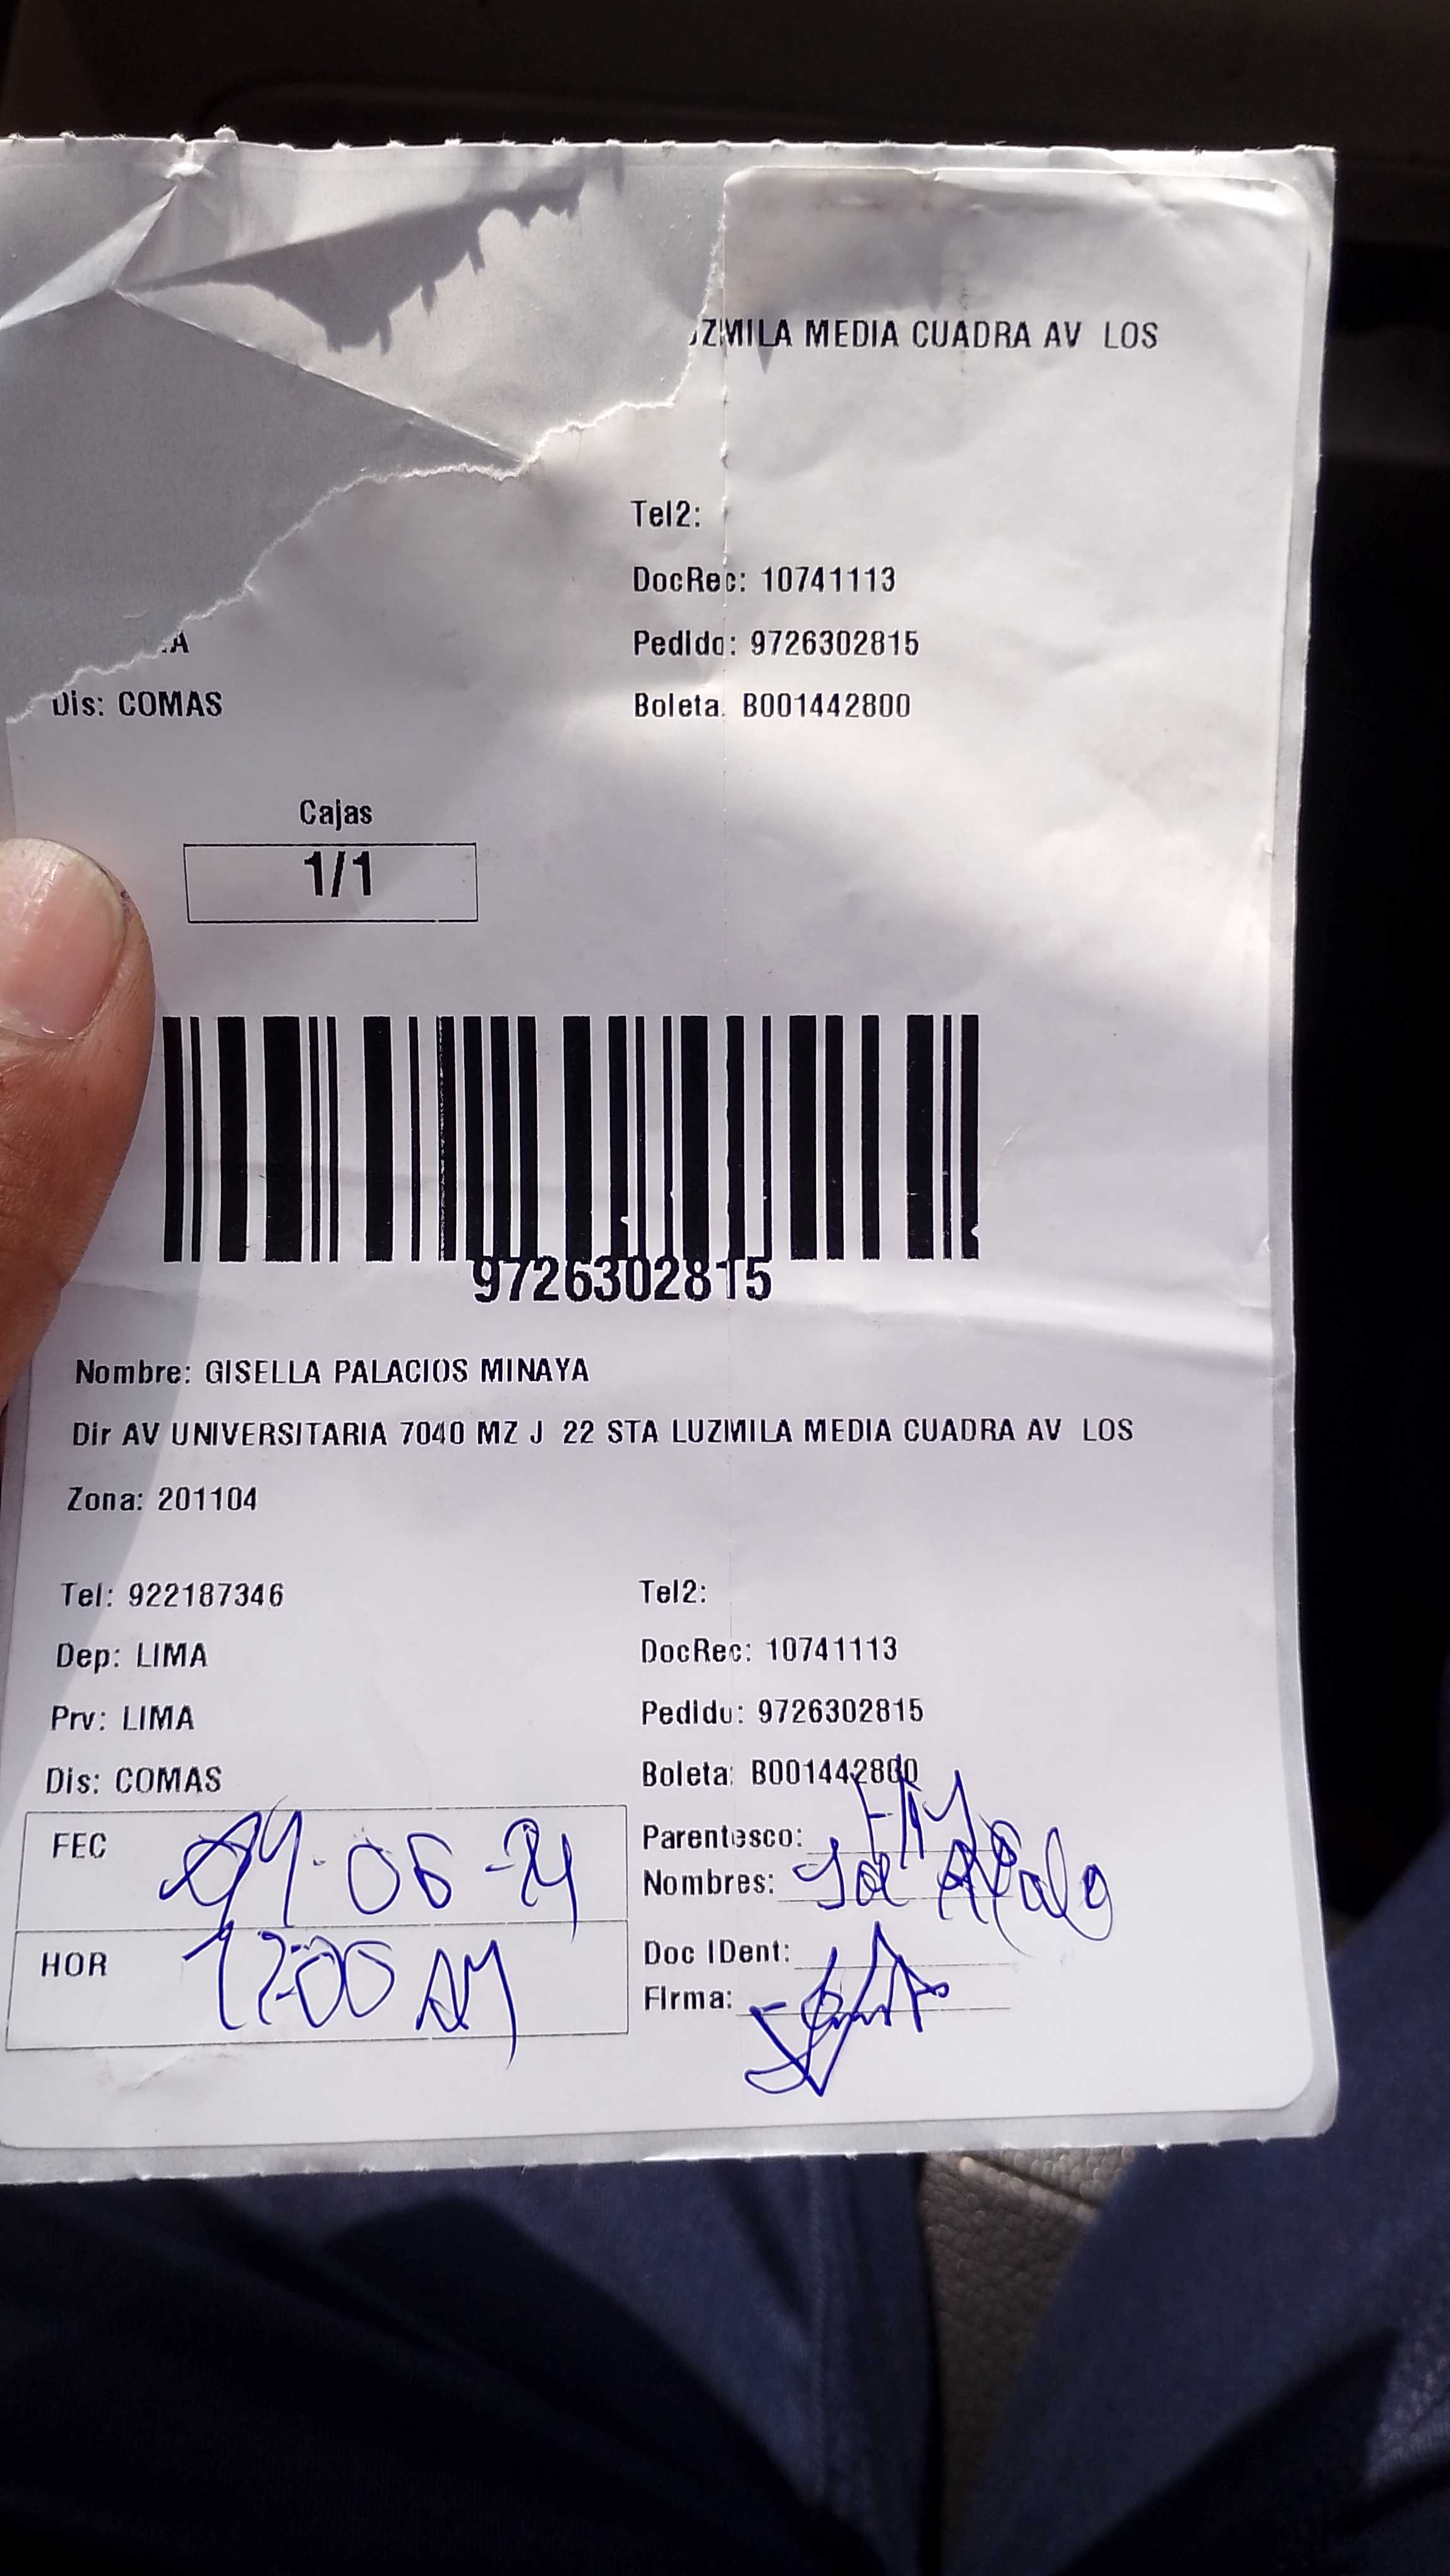 ZMILA MEDIA CUADRA AV LOS
Tel2:
DocRec: 10741113
Pedido: 9726302815
Dis: COMAS
Boleta: B001442800
Cajas
1/1
9726302815
Nombre: GISELLA PALACIOS MINAYA
Dir AV UNIVERSITARIA 7040 MZ J 22 STA LUZMILA MEDIA CUADRA AV LOS
Zona: 201104
Tel: 922187346
Tel2:
Dep: LIMA
DocRec: 10741113
Prv: LIMA
Pedido: 9726302815
Dis: COMAS
Boleta: B001442800
FEC
Parentesco:
Nombres:
HOR
Doc IDent:
Firma: